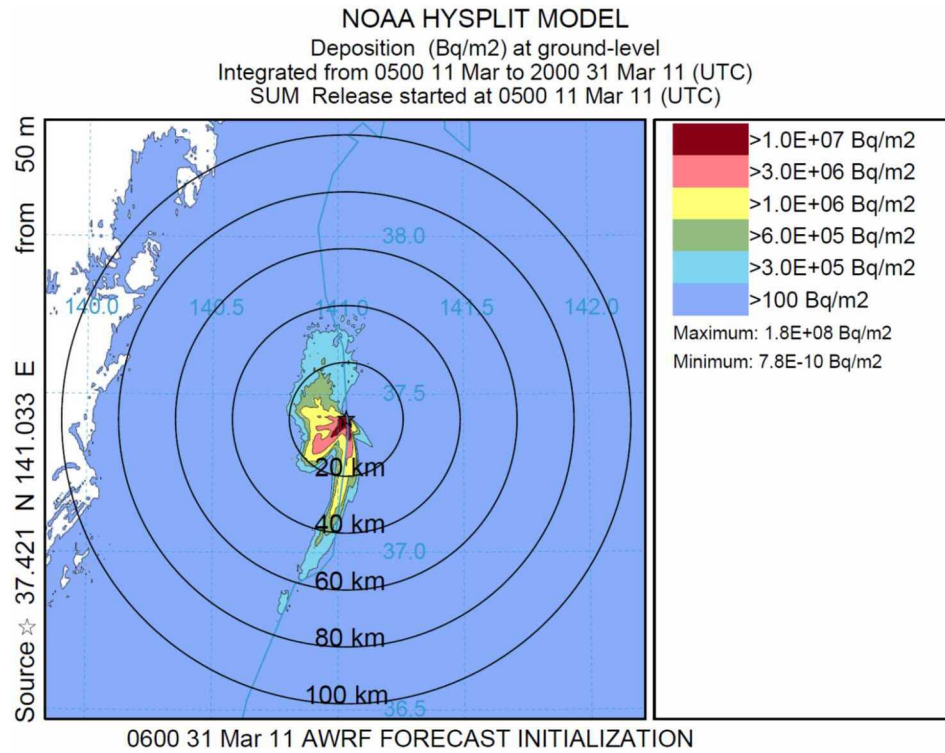 NOAA HYSPLIT MODEL
Deposition (Bq/m2) at ground-level
Integrated from 0500 11 Mar to 2000 31 Mar 11 (UTC)
SUM Release started at 0500 11 Mar 11 (UTC)
Source ☆ 37.421 N 141.033 E from 50 m
38.0
140.0 140.5 141.0 141.5 142.0
37.5
20 km
40 km
37.0
60 km
80 km
100 km
36.5
>1.0E+07 Bq/m2
>3.0E+06 Bq/m2
>1.0E+06 Bq/m2
>6.0E+05 Bq/m2
>3.0E+05 Bq/m2
>100 Bq/m2
Maximum: 1.8E+08 Bq/m2
Minimum: 7.8E-10 Bq/m2
0600 31 Mar 11 AWRF FORECAST INITIALIZATION